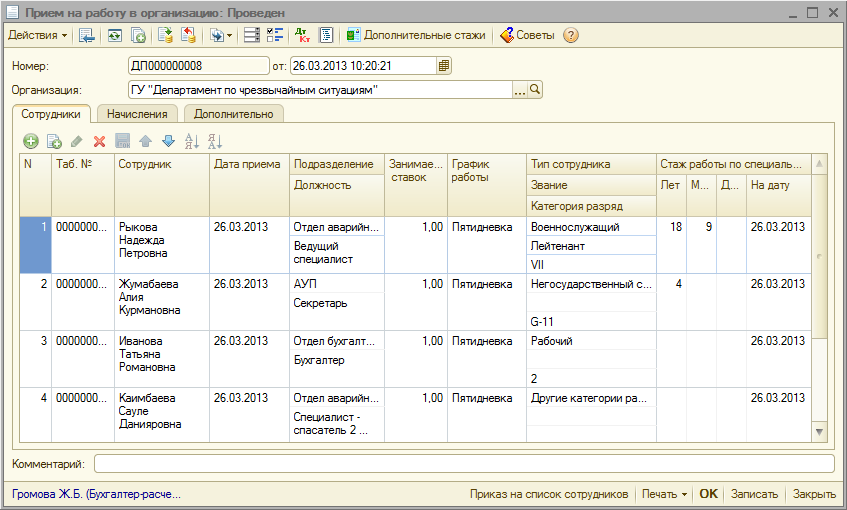 Прием на работу в организацию: Проведен
Действия Дт Кт Дополнительные стажи Советы ?
Номер: ДП000000008 от: 26.03.2013 10:20:21
Организация: ГУ "Департамент по чрезвычайным ситуациям" ...
Сотрудники Начисления Дополнительно
N Таб. № Сотрудник Дата приема Подразделение Занимае... ставок График работы Тип сотрудника Стаж работы по специаль...
Должность Звание Лет М... Д... На дату
Категория разряд
1 0000000... Рыкова 26.03.2013 Отдел аварийн... 1,00 Пятидневка Военнослужащий 18 9 26.03.2013
Надежда Ведущий Лейтенант
Петровна специалист VII
2 0000000... Жумабаева 26.03.2013 АУП 1,00 Пятидневка Негосударственный с... 4 26.03.2013
Алия Секретарь
Курмановна G-11
3 0000000... Иванова 26.03.2013 Отдел бухгалт... 1,00 Пятидневка Рабочий 26.03.2013
Татьяна Бухгалтер
Романовна 2
4 0000000... Каимбаева 26.03.2013 Отдел аварийн... 1,00 Пятидневка Другие категории ра... 26.03.2013
Сауле Специалист -
Данияровна спасатель 2 ...
Комментарий:
Громова Ж.Б. (Бухгалтер-расче... Приказ на список сотрудников Печать OK Записать Закрыть